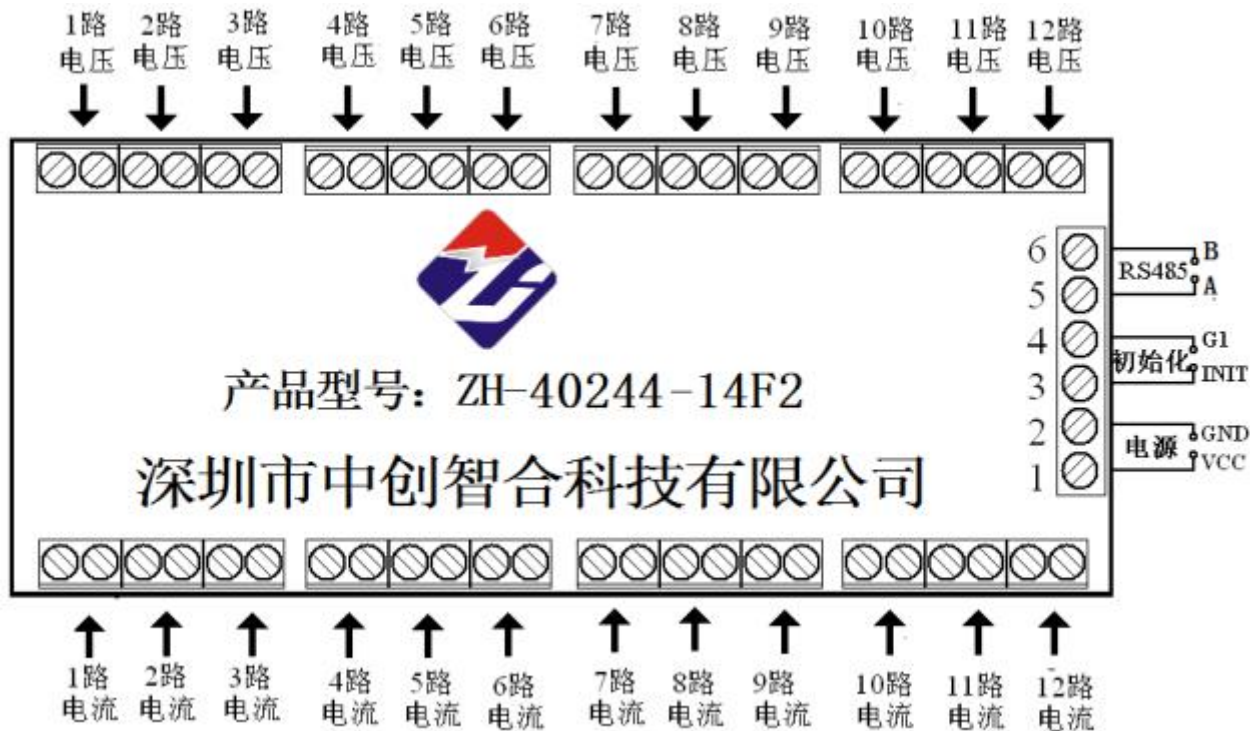 1路 2路 3路 4路 5路 6路 7路 8路 9路 10路 11路 12路
电压 电压 电压 电压 电压 电压 电压 电压 电压 电压 电压 电压
6 B
RS485
5 A
4 G1
初始化
3 INIT
产品型号：ZH-40244-14F2
2 GND
电源
1 VCC
深圳市中创智合科技有限公司
1路 2路 3路 4路 5路 6路 7路 8路 9路 10路 11路 12路
电流 电流 电流 电流 电流 电流 电流 电流 电流 电流 电流 电流